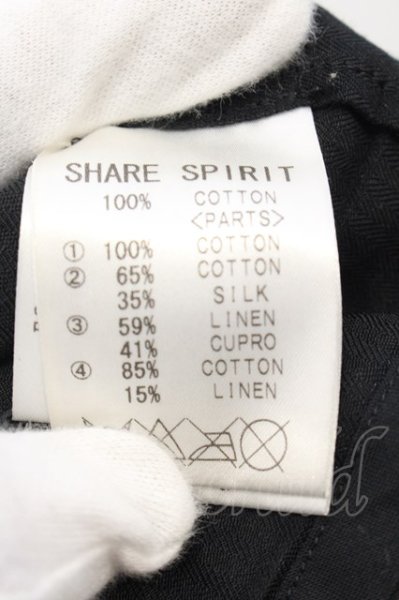 SHARE SPIRIT
100% COTTON
<PARTS>
① 100% COTTON
② 65% COTTON
35% SILK
③ 59% LINEN
41% CUPRO
④ 85% COTTON
15% LINEN